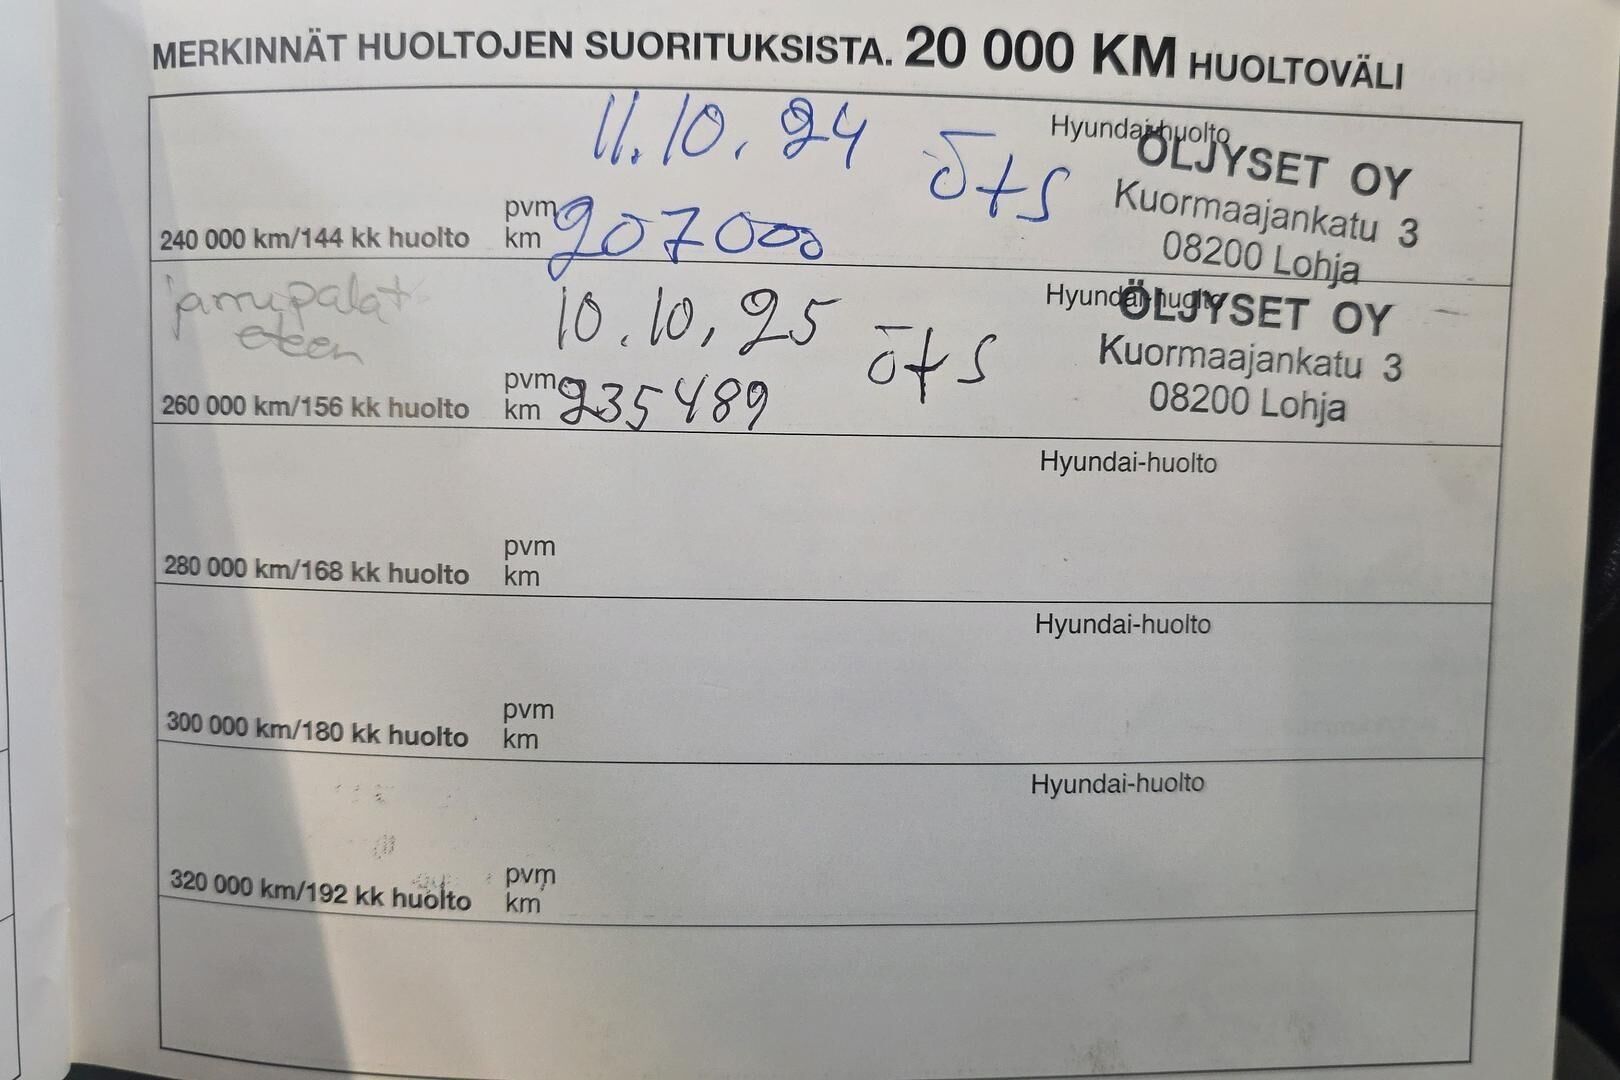 MERKINNÄT HUOLTOJEN SUORITUKSISTA. 20 000 KM HUOLTOVÄLI
11.10.24 öts
Hyundai-huolto
ÖLJYSET OY
Kuormaajankatu 3
08200 Lohja
240 000 km/144 kk huolto
pvm
km 207000
jarrupalat
eteen
10.10.25 öts
Hyundai-huolto
ÖLJYSET OY
Kuormaajankatu 3
08200 Lohja
260 000 km/156 kk huolto
pvm
km 235489
Hyundai-huolto
280 000 km/168 kk huolto
pvm
km
Hyundai-huolto
300 000 km/180 kk huolto
pvm
km
Hyundai-huolto
320 000 km/192 kk huolto
pvm
km